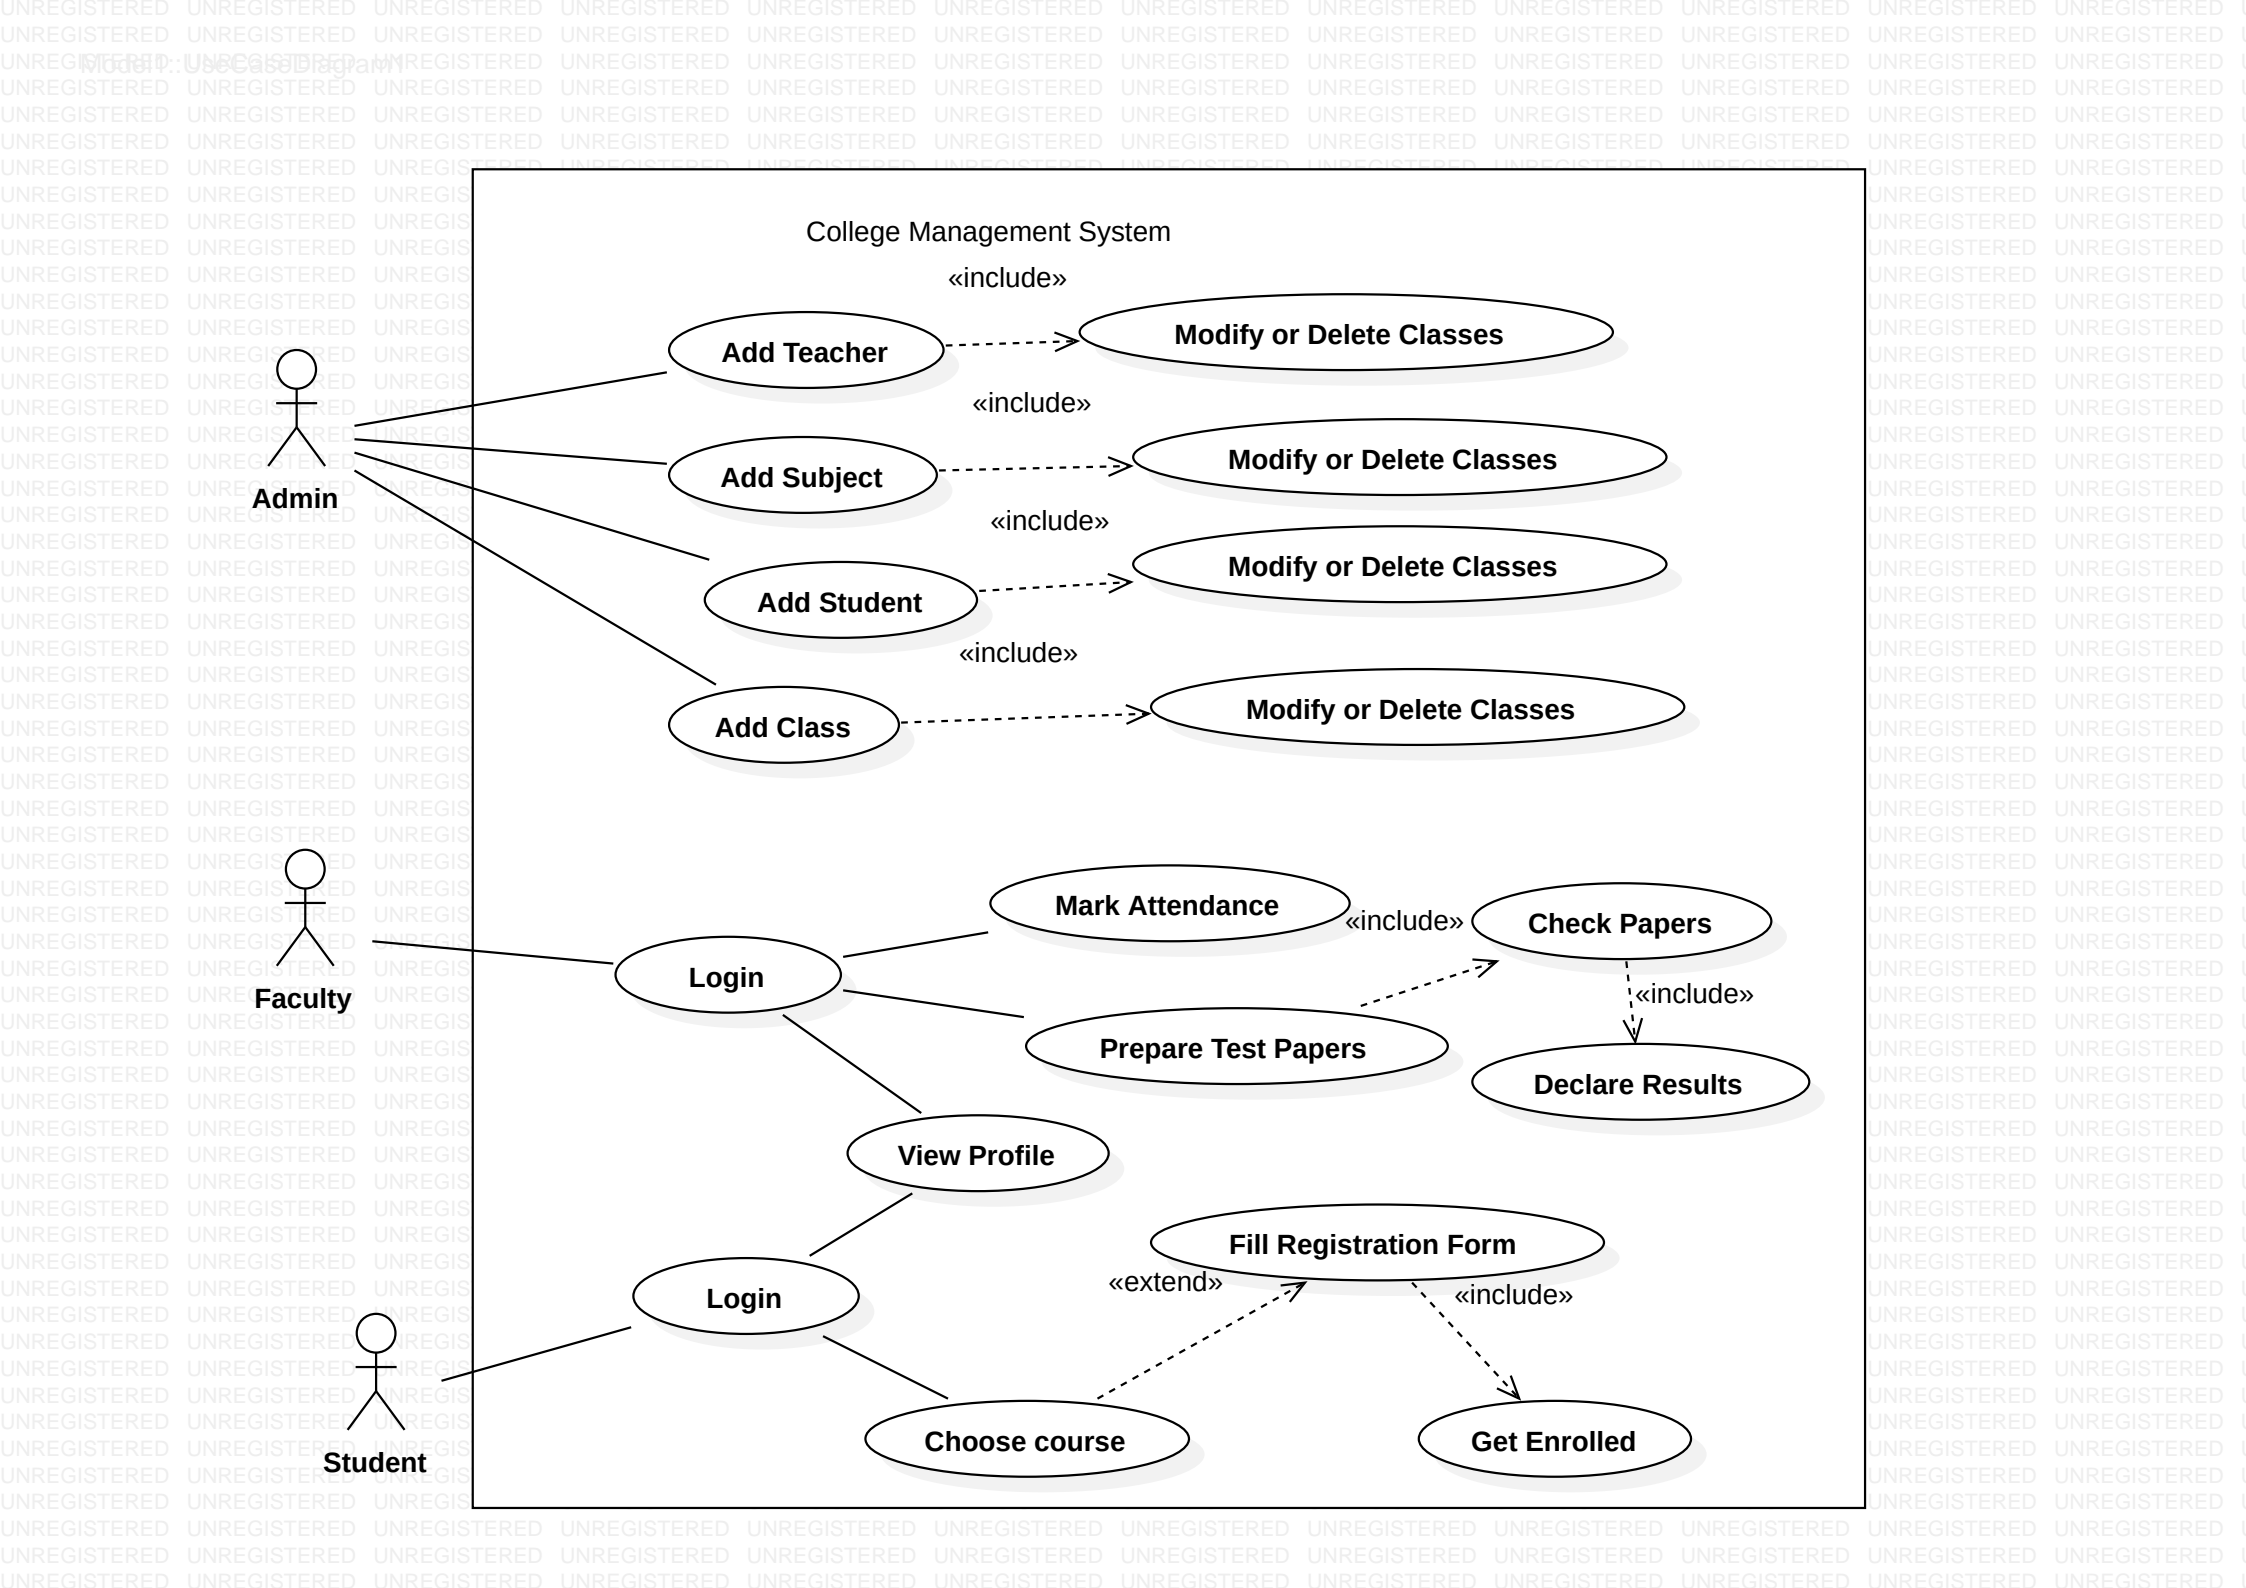 Model1::UseCaseDiagram1
College Management System
«include»
Add Teacher
Modify or Delete Classes
«include»
Add Subject
Modify or Delete Classes
Admin
«include»
Add Student
Modify or Delete Classes
«include»
Add Class
Modify or Delete Classes
Mark Attendance
«include»
Check Papers
Faculty
Login
«include»
Prepare Test Papers
Declare Results
View Profile
Fill Registration Form
«extend»
«include»
Login
Student
Choose course
Get Enrolled
UNREGISTERED